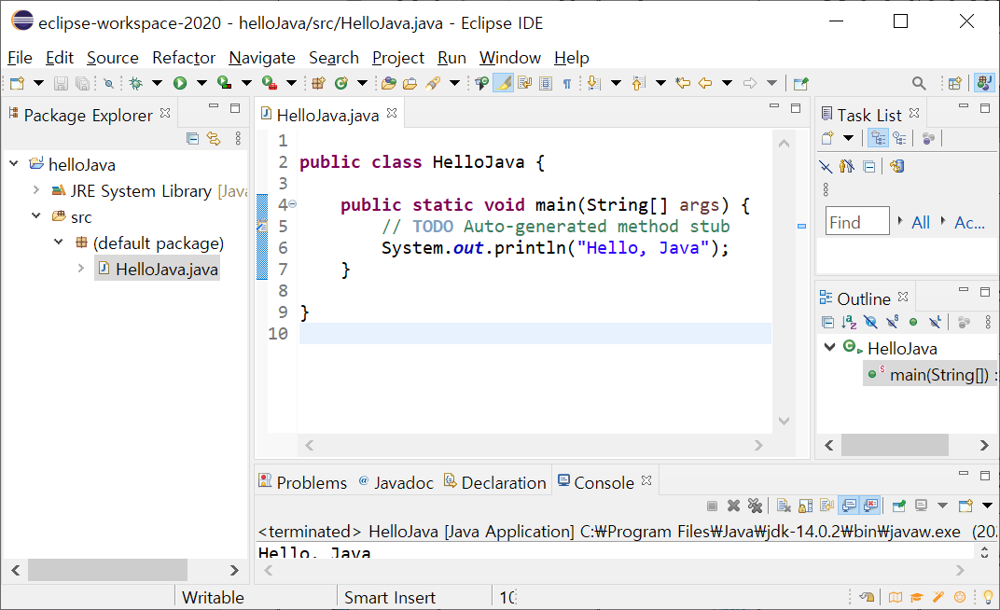 eclipse-workspace-2020 - helloJava/src/HelloJava.java - Eclipse IDE
File Edit Source Refactor Navigate Search Project Run Window Help
Package Explorer
helloJava
JRE System Library [Java
src
(default package)
HelloJava.java
HelloJava.java
1
2 public class HelloJava {
3
4 public static void main(String[] args) {
5 // TODO Auto-generated method stub
6 System.out.println("Hello, Java");
7 }
8
9 }
10
Task List
Find All Ac...
Outline
HelloJava
main(String[]) :
Problems @ Javadoc Declaration Console
<terminated> HelloJava [Java Application] C:₩Program Files₩Java₩jdk-14.0.2₩bin₩javaw.exe (20
Hello, Java
Writable Smart Insert 10